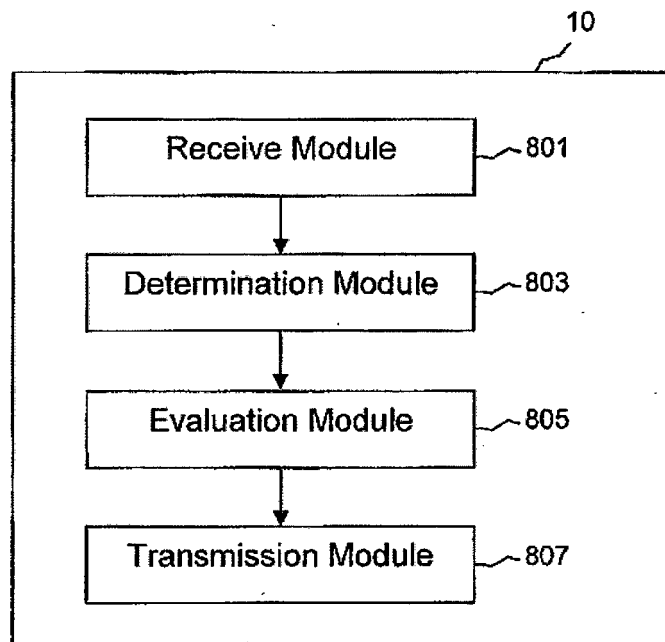 10
Receive Module 801
Determination Module 803
Evaluation Module 805
Transmission Module 807